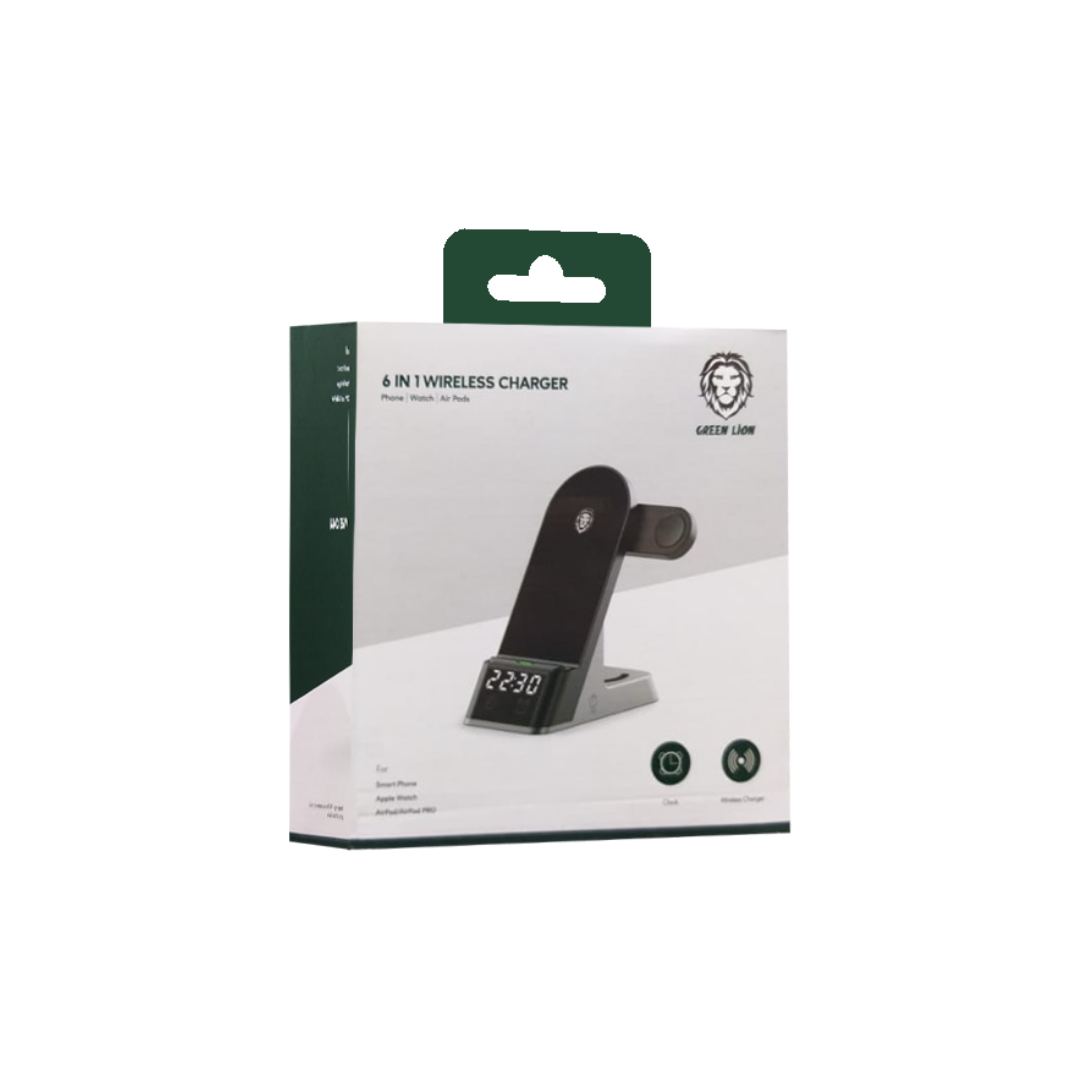 6 IN 1 WIRELESS CHARGER
Phone | Watch | Air Pods
GREEN LION
22:30
For
Smart Phone
Apple Watch
AirPod/AirPod PRO
Clock
Wireless Charger